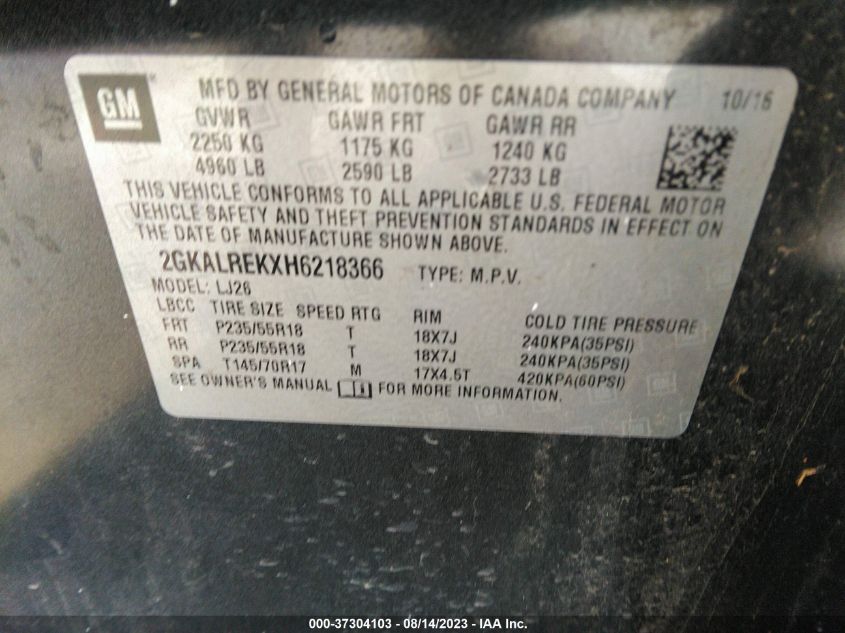 GM
MFD BY GENERAL MOTORS OF CANADA COMPANY 10/16
GVWR GAWR FRT GAWR RR
2250 KG 1175 KG 1240 KG
4960 LB 2590 LB 2733 LB
THIS VEHICLE CONFORMS TO ALL APPLICABLE U.S. FEDERAL MOTOR
VEHICLE SAFETY AND THEFT PREVENTION STANDARDS IN EFFECT ON
THE DATE OF MANUFACTURE SHOWN ABOVE.
2GKALREKXH6218366 TYPE: M.P.V.
MODEL: LJ26
LBCC TIRE SIZE SPEED RTG RIM COLD TIRE PRESSURE
FRT P235/55R18 T 18X7J 240KPA(35PSI)
RR P235/55R18 T 18X7J 240KPA(35PSI)
SPA T145/70R17 M 17X4.5T 420KPA(60PSI)
SEE OWNER'S MANUAL FOR MORE INFORMATION.
000-37304103 - 08/14/2023 - IAA Inc.